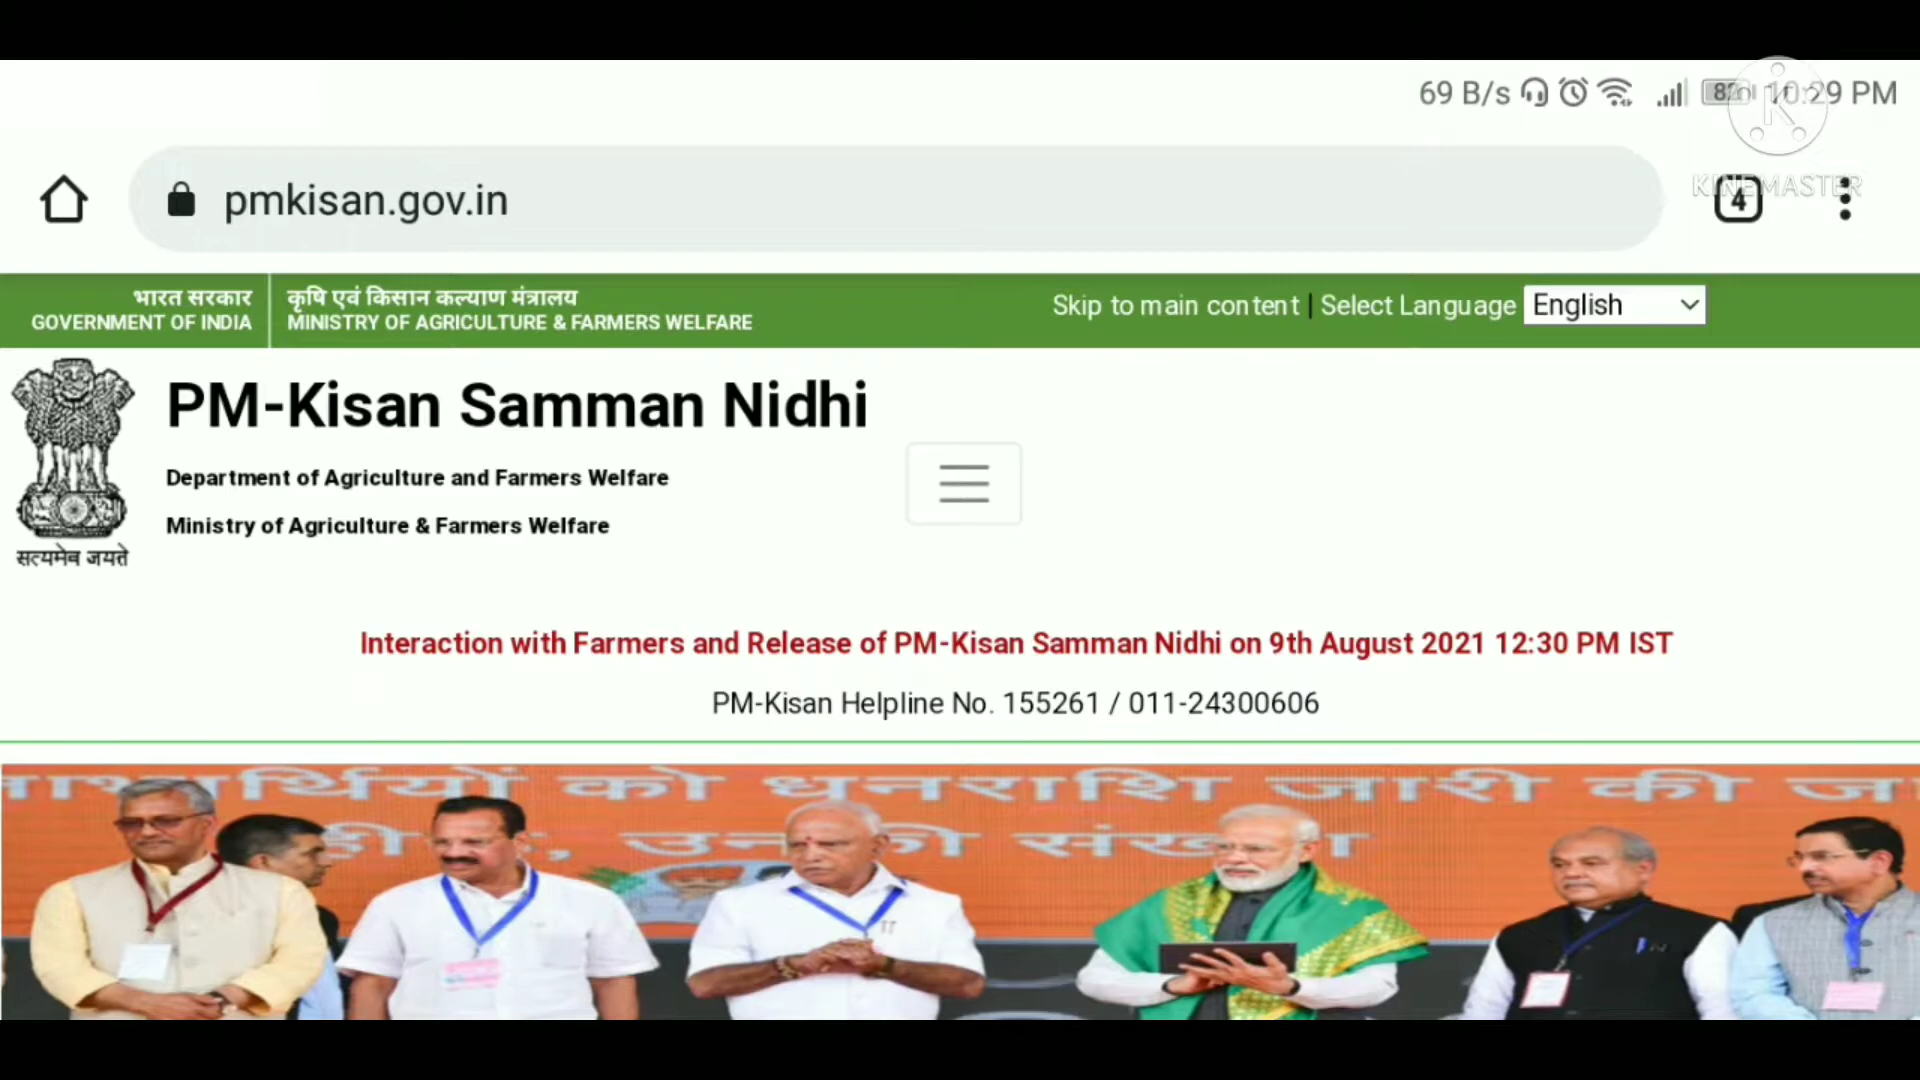 69 B/s 82 10:29 PM
KINEMASTER
pmkisan.gov.in
4
भारत सरकार
GOVERNMENT OF INDIA
कृषि एवं किसान कल्याण मंत्रालय
MINISTRY OF AGRICULTURE & FARMERS WELFARE
Skip to main content | Select Language English
PM-Kisan Samman Nidhi
Department of Agriculture and Farmers Welfare
Ministry of Agriculture & Farmers Welfare
सत्यमेव जयते
Interaction with Farmers and Release of PM-Kisan Samman Nidhi on 9th August 2021 12:30 PM IST
PM-Kisan Helpline No. 155261 / 011-24300606
को धनराशि जारी की